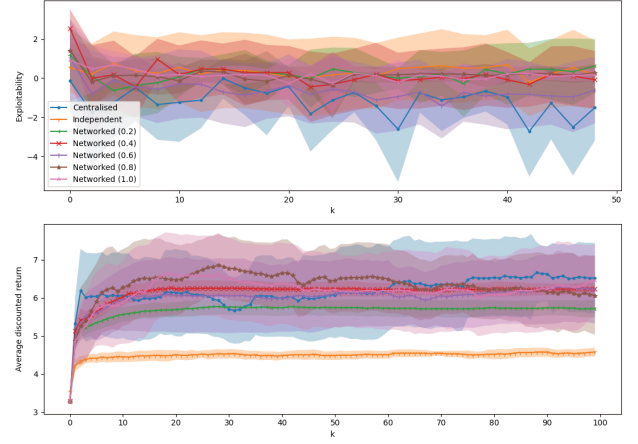 2
0
−2
−4
Exploitability
Centralised
Independent
Networked (0.2)
Networked (0.4)
Networked (0.6)
Networked (0.8)
Networked (1.0)
0 10 20 30 40 50
k
7
6
5
4
3
Average discounted return
0 10 20 30 40 50 60 70 80 90 100
k